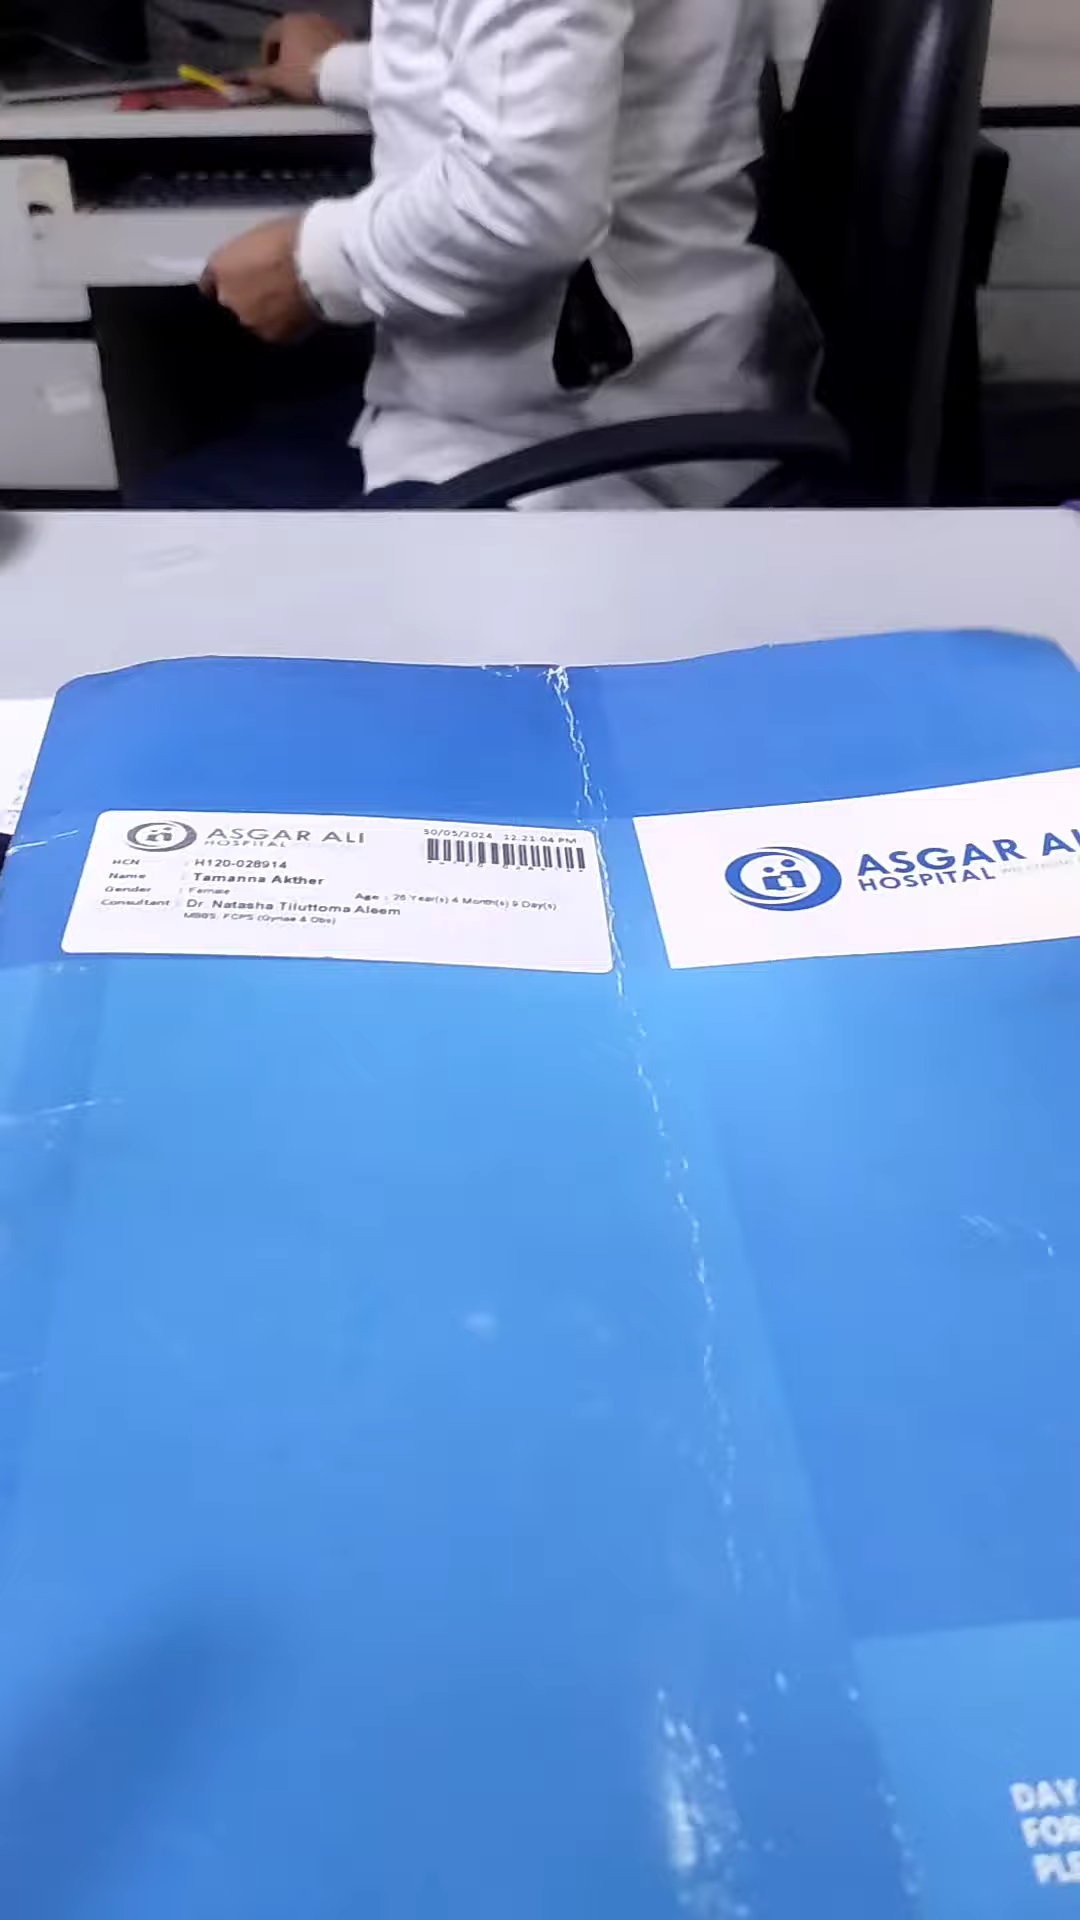 ASGAR ALI
HOSPITAL
30/05/2024 12:21:04 PM
HCN : H120-028914
Name : Tamanna Akther
Gender : Female
Age : 26 Year(s) 4 Month(s) 9 Day(s)
Consultant : Dr. Natasha Tiluttoma Aleem
MBBS, FCPS (Gynae & Obs)
ASGAR AL
HOSPITAL
DAY
FOR
PLE